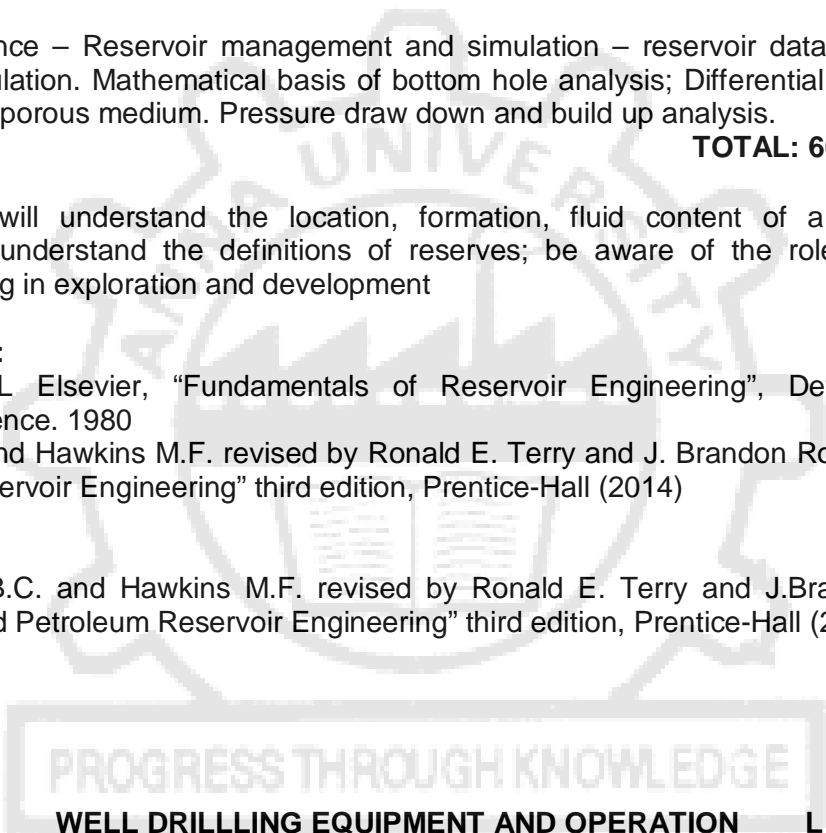 nce – Reservoir management and simulation – reservoir data
ulation. Mathematical basis of bottom hole analysis; Differential
porous medium. Pressure draw down and build up analysis.
TOTAL: 6
will understand the location, formation, fluid content of a
understand the definitions of reserves; be aware of the role
g in exploration and development
:
L Elsevier, “Fundamentals of Reservoir Engineering”, De
ence. 1980
nd Hawkins M.F. revised by Ronald E. Terry and J. Brandon Ro
ervoir Engineering” third edition, Prentice-Hall (2014)
B.C. and Hawkins M.F. revised by Ronald E. Terry and J.Bra
d Petroleum Reservoir Engineering” third edition, Prentice-Hall (2
ANNA UNIVERSITY
PROGRESS THROUGH KNOWLEDGE
WELL DRILLLING EQUIPMENT AND OPERATION L